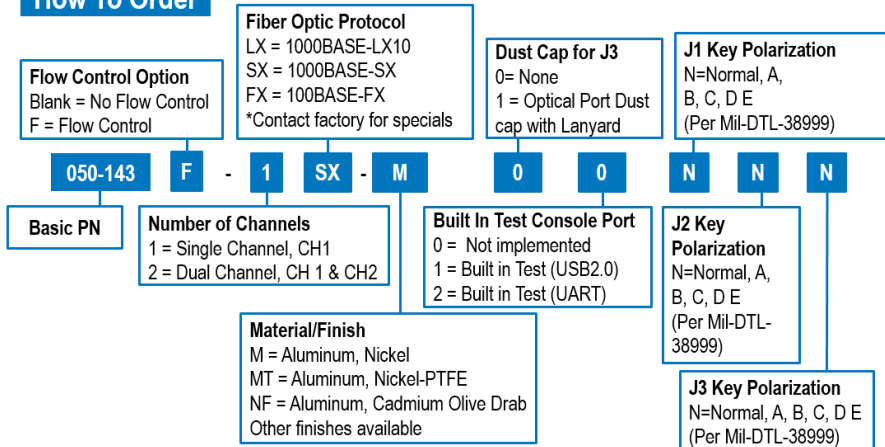 How To Order
Flow Control Option
Blank = No Flow Control
F = Flow Control
Fiber Optic Protocol
LX = 1000BASE-LX10
SX = 1000BASE-SX
FX = 100BASE-FX
*Contact factory for specials
Dust Cap for J3
0= None
1 = Optical Port Dust
cap with Lanyard
J1 Key Polarization
N=Normal, A,
B, C, D E
(Per Mil-DTL-38999)
050-143 F - 1 SX - M 0 0 N N N
Basic PN
Number of Channels
1 = Single Channel, CH1
2 = Dual Channel, CH 1 & CH2
Built In Test Console Port
0 = Not implemented
1 = Built in Test (USB2.0)
2 = Built in Test (UART)
J2 Key
Polarization
N=Normal, A,
B, C, D E
(Per Mil-DTL-
38999)
Material/Finish
M = Aluminum, Nickel
MT = Aluminum, Nickel-PTFE
NF = Aluminum, Cadmium Olive Drab
Other finishes available
J3 Key Polarization
N=Normal, A, B, C, D E
(Per Mil-DTL-38999)